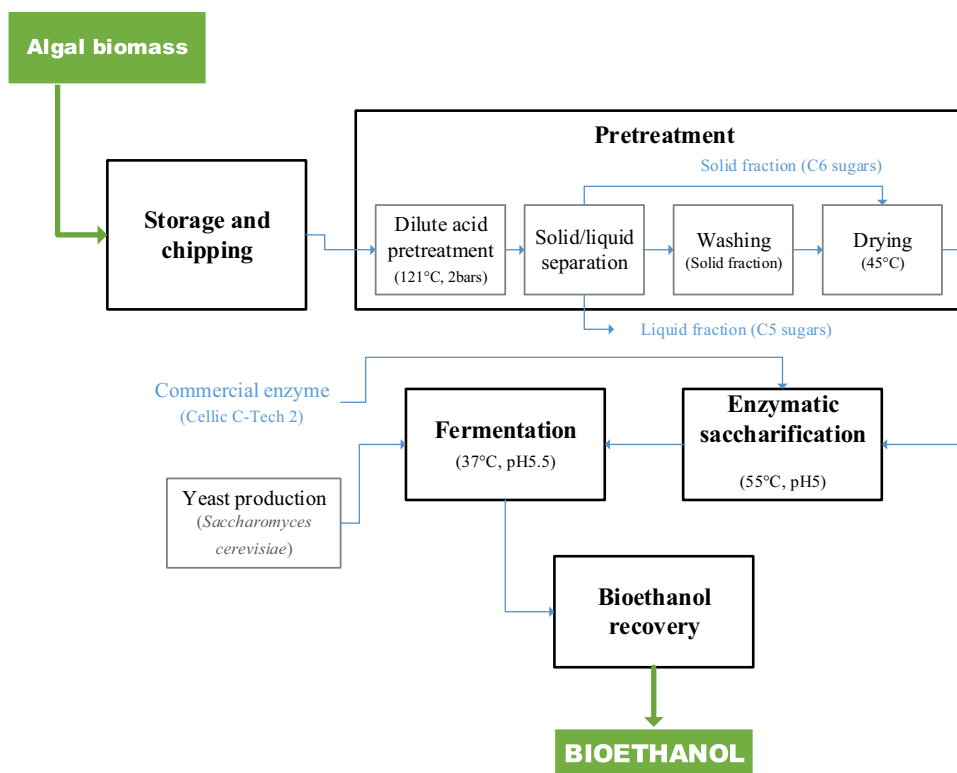 Algal biomass
Pretreatment
Solid fraction (C6 sugars)
Storage and
chipping
Dilute acid
pretreatment
(121°C, 2bars)
Solid/liquid
separation
Washing
(Solid fraction)
Drying
(45°C)
Liquid fraction (C5 sugars)
Commercial enzyme
(Cellic C-Tech 2)
Fermentation
(37°C, pH5.5)
Enzymatic
saccharification
(55°C, pH5)
Yeast production
(Saccharomyces
cerevisiae)
Bioethanol
recovery
BIOETHANOL